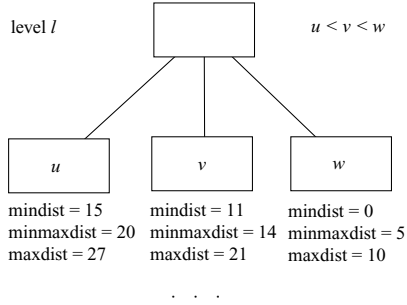 level l
u < v < w
u
v
w
mindist = 15
minmaxdist = 20
maxdist = 27
mindist = 11
minmaxdist = 14
maxdist = 21
mindist = 0
minmaxdist = 5
maxdist = 10
. . .